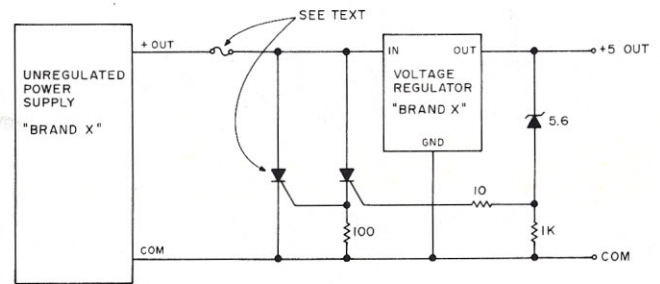 SEE TEXT
+ OUT
IN
OUT
+5 OUT
UNREGULATED
POWER
SUPPLY
"BRAND X"
VOLTAGE
REGULATOR
"BRAND X"
GND
5.6
10
100
1K
COM
COM